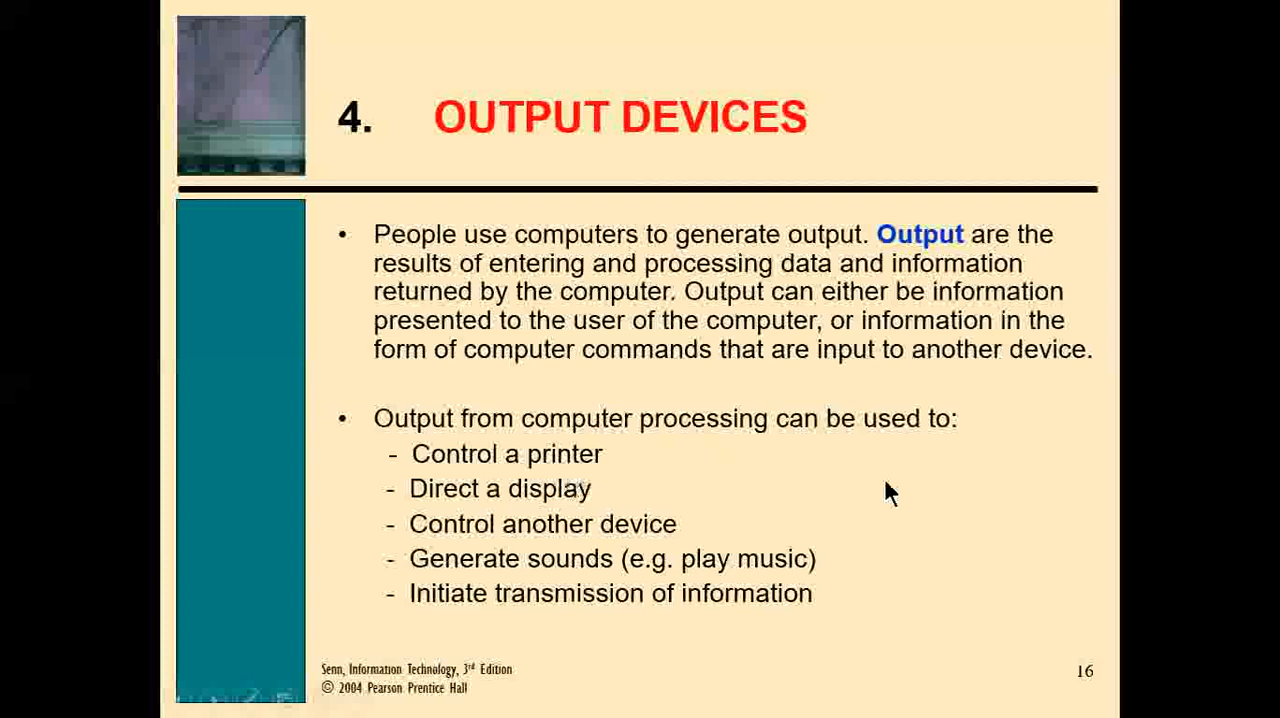 4. OUTPUT DEVICES
• People use computers to generate output. Output are the
results of entering and processing data and information
returned by the computer. Output can either be information
presented to the user of the computer, or information in the
form of computer commands that are input to another device.
• Output from computer processing can be used to:
- Control a printer
- Direct a display
- Control another device
- Generate sounds (e.g. play music)
- Initiate transmission of information
Senn, Information Technology, 3rd Edition
© 2004 Pearson Prentice Hall
16